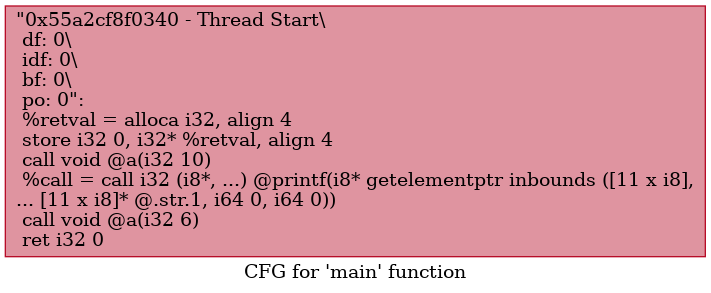 "0x55a2cf8f0340 - Thread Start\
df: 0\
idf: 0\
bf: 0\
po: 0":
%retval = alloca i32, align 4
store i32 0, i32* %retval, align 4
call void @a(i32 10)
%call = call i32 (i8*, ...) @printf(i8* getelementptr inbounds ([11 x i8],
... [11 x i8]* @.str.1, i64 0, i64 0))
call void @a(i32 6)
ret i32 0
CFG for 'main' function